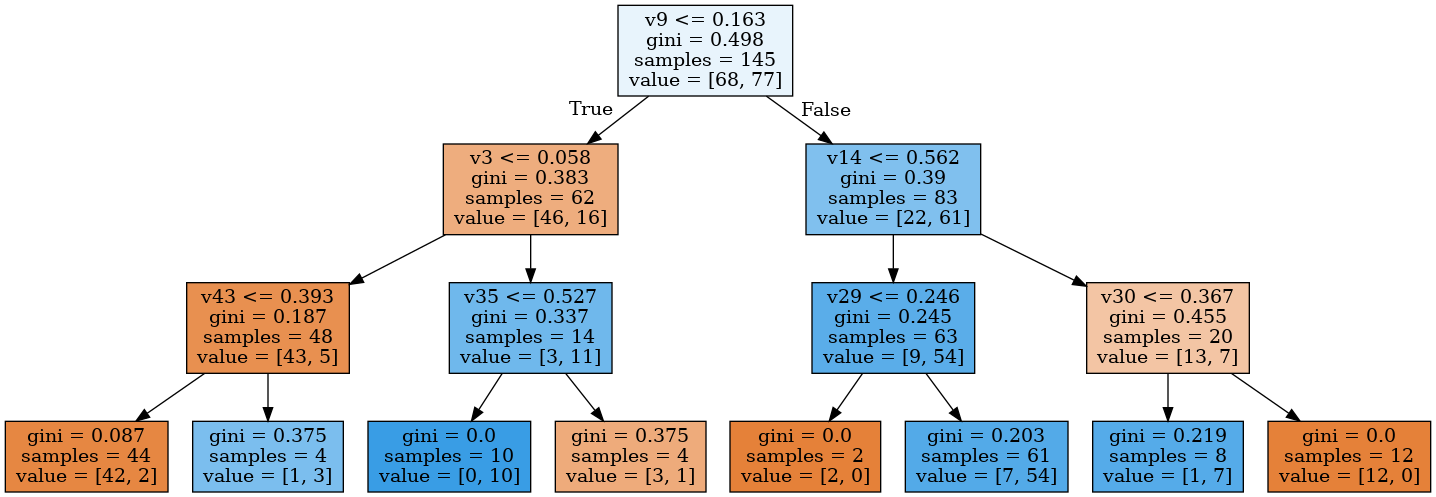 v9 <= 0.163
gini = 0.498
samples = 145
value = [68, 77]
True
False
v3 <= 0.058
gini = 0.383
samples = 62
value = [46, 16]
v14 <= 0.562
gini = 0.39
samples = 83
value = [22, 61]
v43 <= 0.393
gini = 0.187
samples = 48
value = [43, 5]
v35 <= 0.527
gini = 0.337
samples = 14
value = [3, 11]
v29 <= 0.246
gini = 0.245
samples = 63
value = [9, 54]
v30 <= 0.367
gini = 0.455
samples = 20
value = [13, 7]
gini = 0.087
samples = 44
value = [42, 2]
gini = 0.375
samples = 4
value = [1, 3]
gini = 0.0
samples = 10
value = [0, 10]
gini = 0.375
samples = 4
value = [3, 1]
gini = 0.0
samples = 2
value = [2, 0]
gini = 0.203
samples = 61
value = [7, 54]
gini = 0.219
samples = 8
value = [1, 7]
gini = 0.0
samples = 12
value = [12, 0]